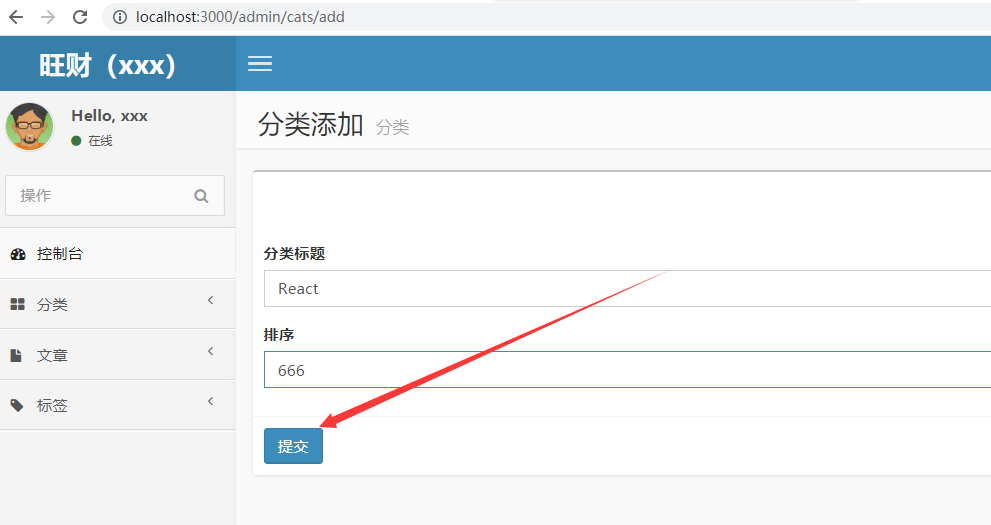 localhost:3000/admin/cats/add
旺财（xxx）
Hello, xxx
在线
操作
控制台
分类
文章
标签
分类添加 分类
分类标题
React
排序
666
提交